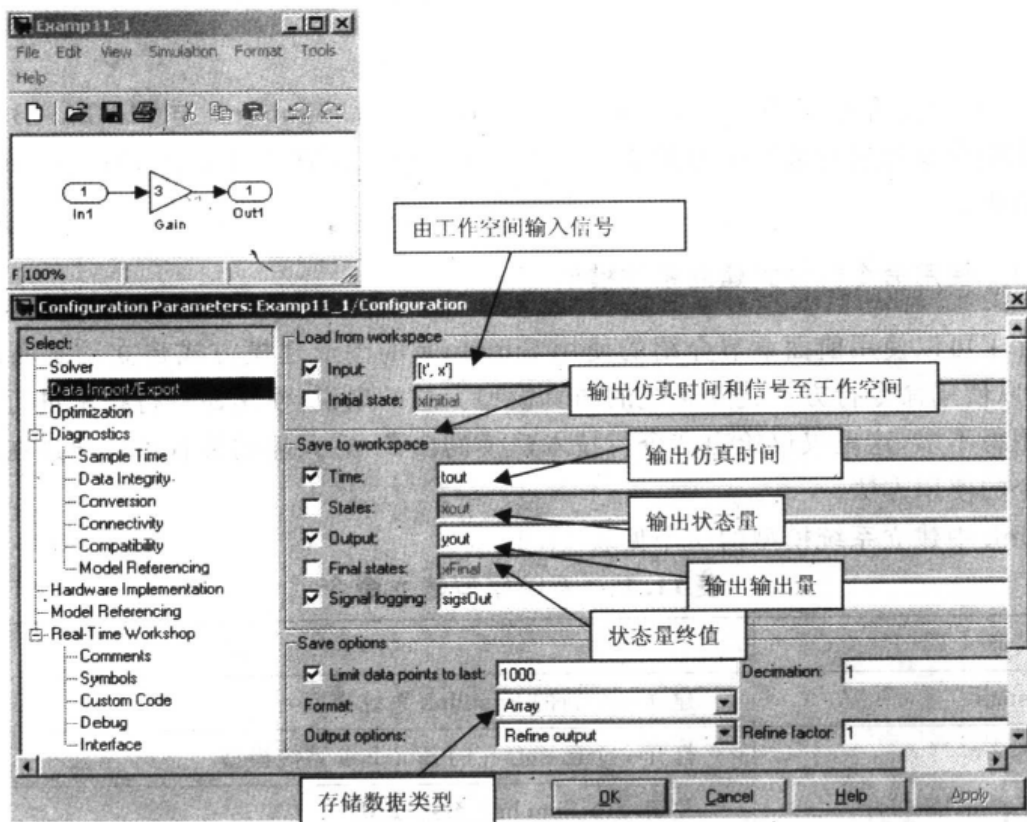 Examp11_1
File Edit View Simulation Format Tools
Help
1
In1
3
Gain
1
Out1
F 100%
由工作空间输入信号
Configuration Parameters: Examp11_1/Configuration
Select:
Solver
Data Import/Export
Optimization
Diagnostics
Sample Time
Data Integrity
Conversion
Connectivity
Compatibility
Model Referencing
Hardware Implementation
Model Referencing
Real-Time Workshop
Comments
Symbols
Custom Code
Debug
Interface
Load from workspace
Input: [t', x']
Initial state: xInitial
输出仿真时间和信号至工作空间
Save to workspace
Time: tout
输出仿真时间
States: xout
输出状态量
Output: yout
Final states: xFinal
输出输出量
Signal logging: sigsOut
状态量终值
Save options
Limit data points to last: 1000 Decimation: 1
Format: Array
Output options: Refine output Refine factor: 1
存储数据类型
OK Cancel Help Apply